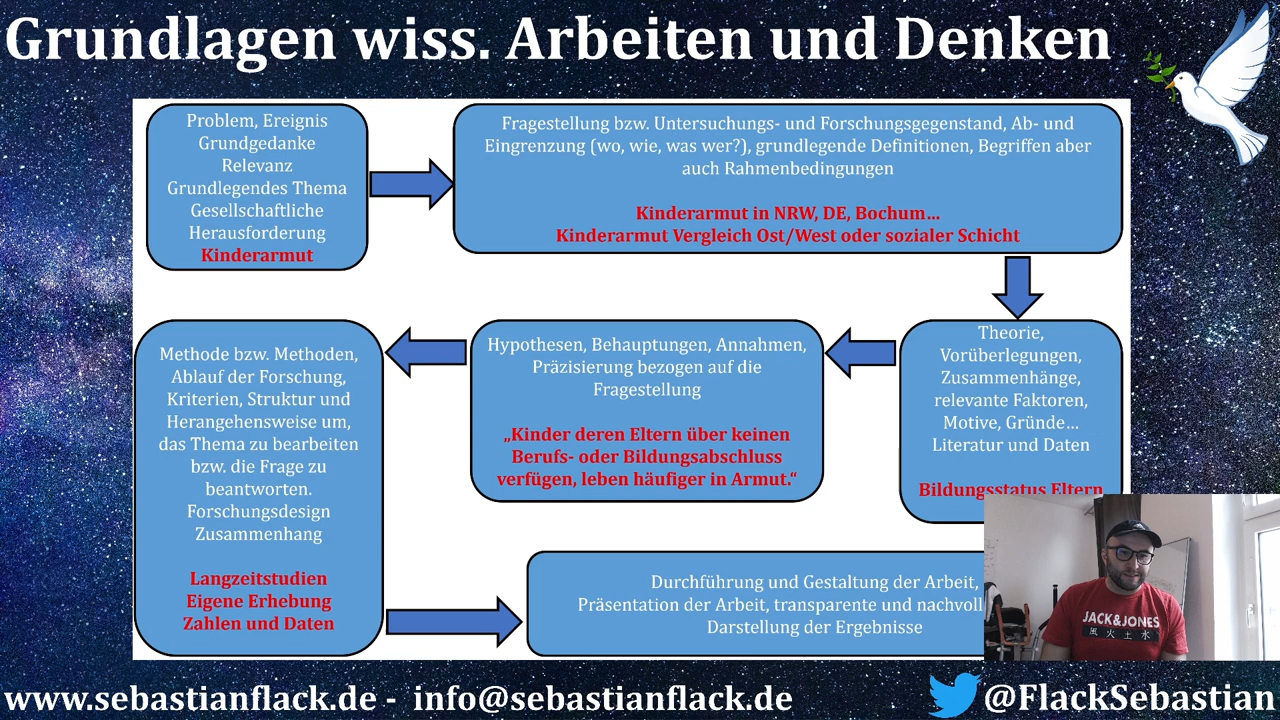 Grundlagen wiss. Arbeiten und Denken
Problem, Ereignis
Grundgedanke
Relevanz
Grundlegendes Thema
Gesellschaftliche
Herausforderung
Kinderarmut
Fragestellung bzw. Untersuchungs- und Forschungsgegenstand, Ab- und
Eingrenzung (wo, wie, was wer?), grundlegende Definitionen, Begriffen aber
auch Rahmenbedingungen
Kinderarmut in NRW, DE, Bochum…
Kinderarmut Vergleich Ost/West oder sozialer Schicht
Theorie,
Vorüberlegungen,
Zusammenhänge,
relevante Faktoren,
Motive, Gründe…
Literatur und Daten
Bildungsstatus Eltern
Hypothesen, Behauptungen, Annahmen,
Präzisierung bezogen auf die
Fragestellung
„Kinder deren Eltern über keinen
Berufs- oder Bildungsabschluss
verfügen, leben häufiger in Armut.“
Methode bzw. Methoden,
Ablauf der Forschung,
Kriterien, Struktur und
Herangehensweise um,
das Thema zu bearbeiten
bzw. die Frage zu
beantworten.
Forschungsdesign
Zusammenhang
Langzeitstudien
Eigene Erhebung
Zahlen und Daten
Durchführung und Gestaltung der Arbeit,
Präsentation der Arbeit, transparente und nachvoll
Darstellung der Ergebnisse
JACK&JONES
風火土水
www.sebastianflack.de - info@sebastianflack.de
@FlackSebastian